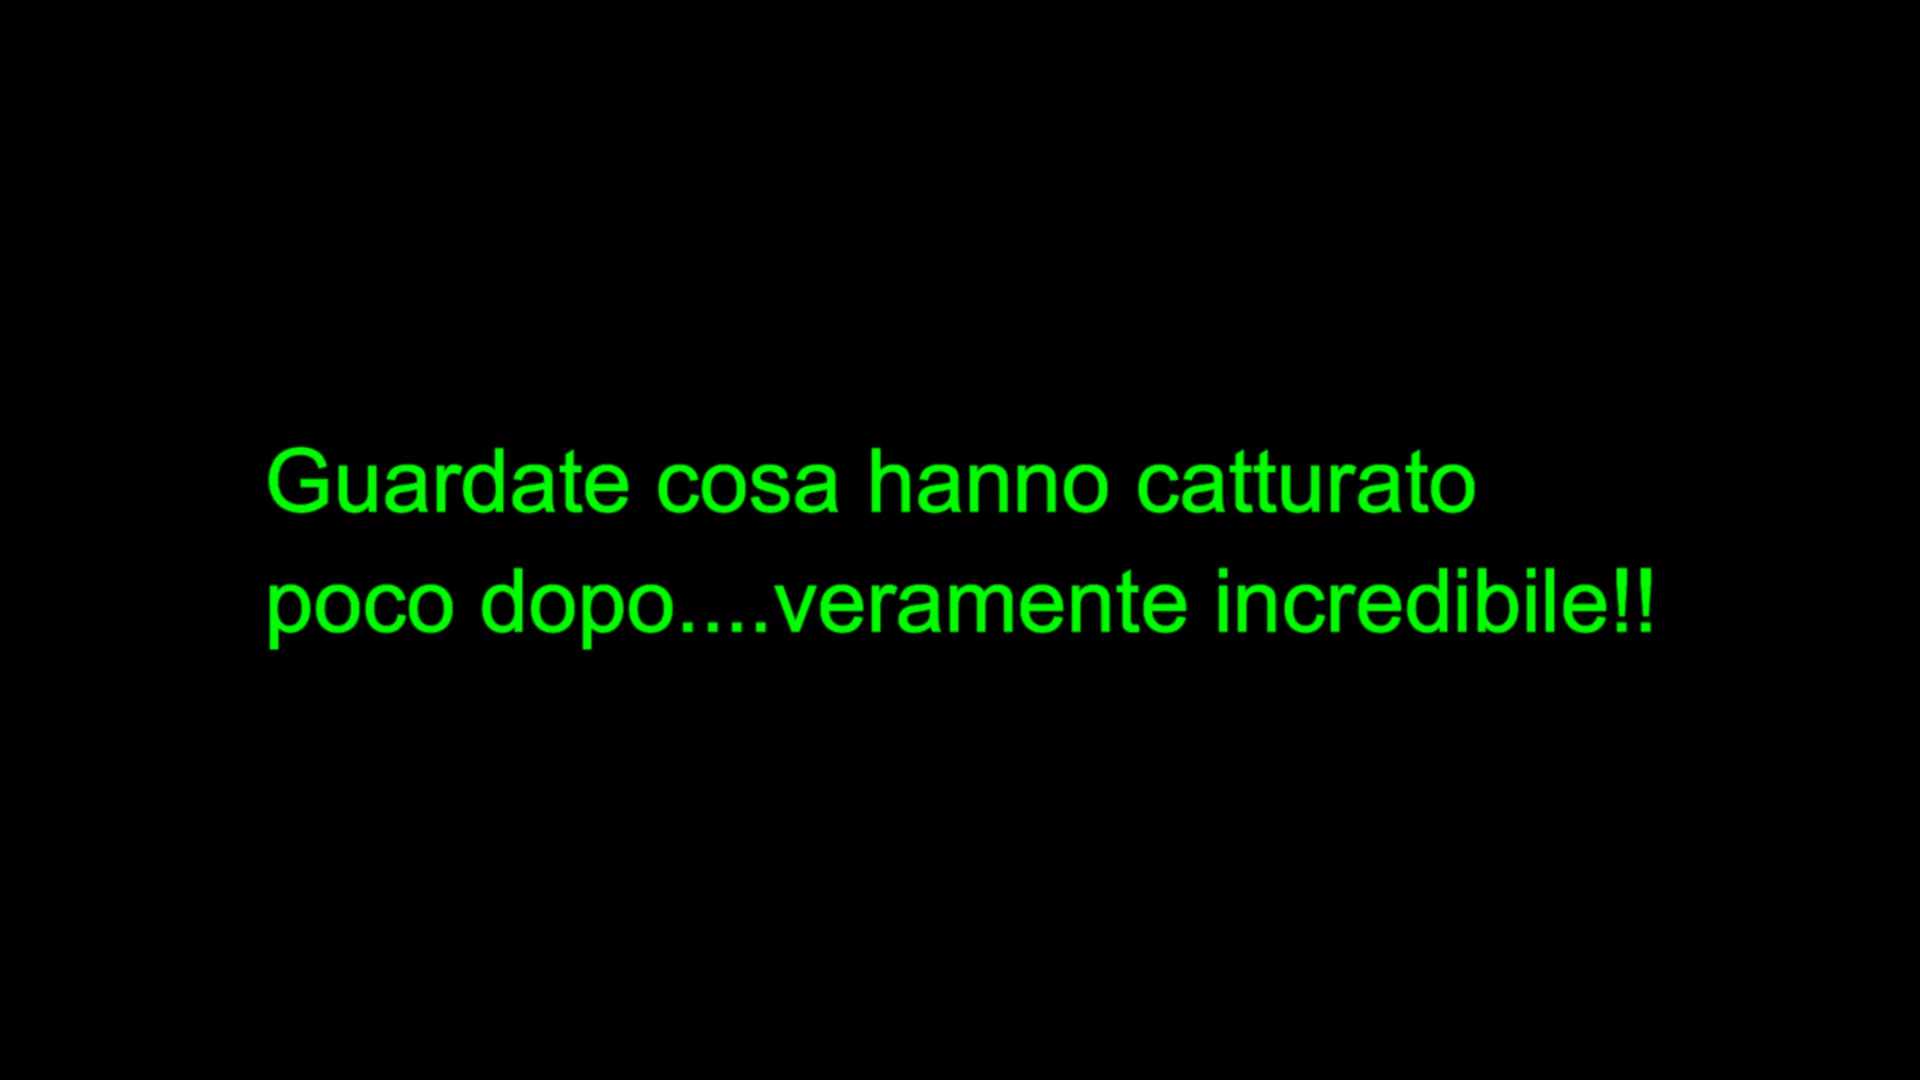 Guardate cosa hanno catturato
poco dopo....veramente incredibile!!